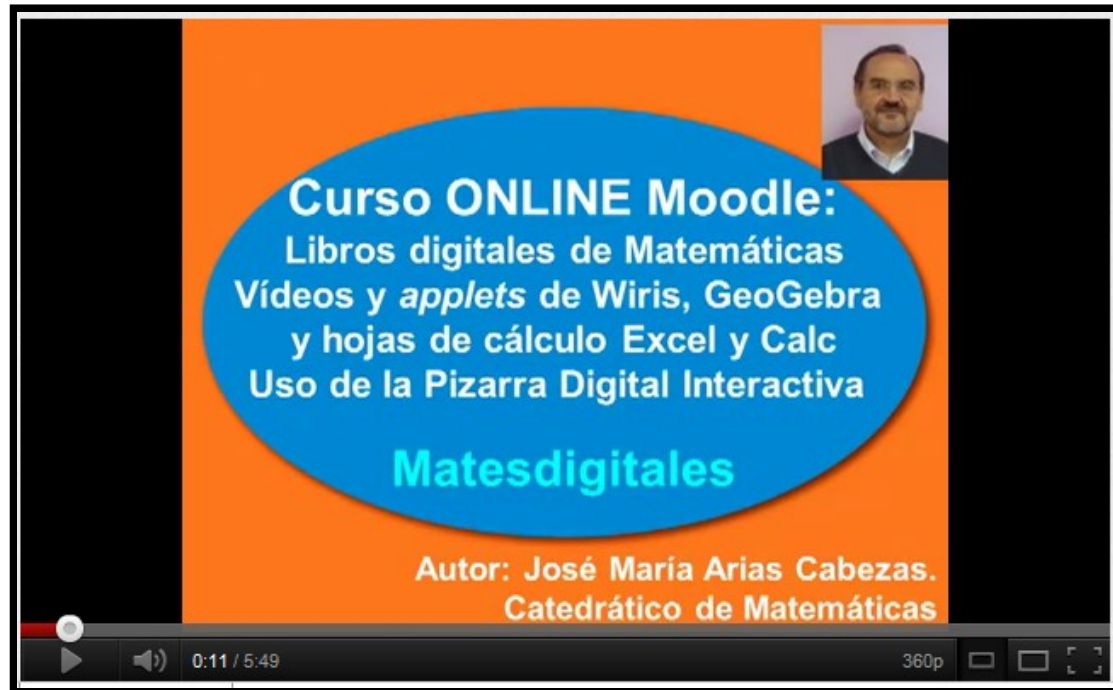 Curso ONLINE Moodle:
Libros digitales de Matemáticas
Vídeos y applets de Wiris, GeoGebra
y hojas de cálculo Excel y Calc
Uso de la Pizarra Digital Interactiva
Matesdigitales
Autor: José María Arias Cabezas.
Catedrático de Matemáticas
0:11 / 5:49 360p